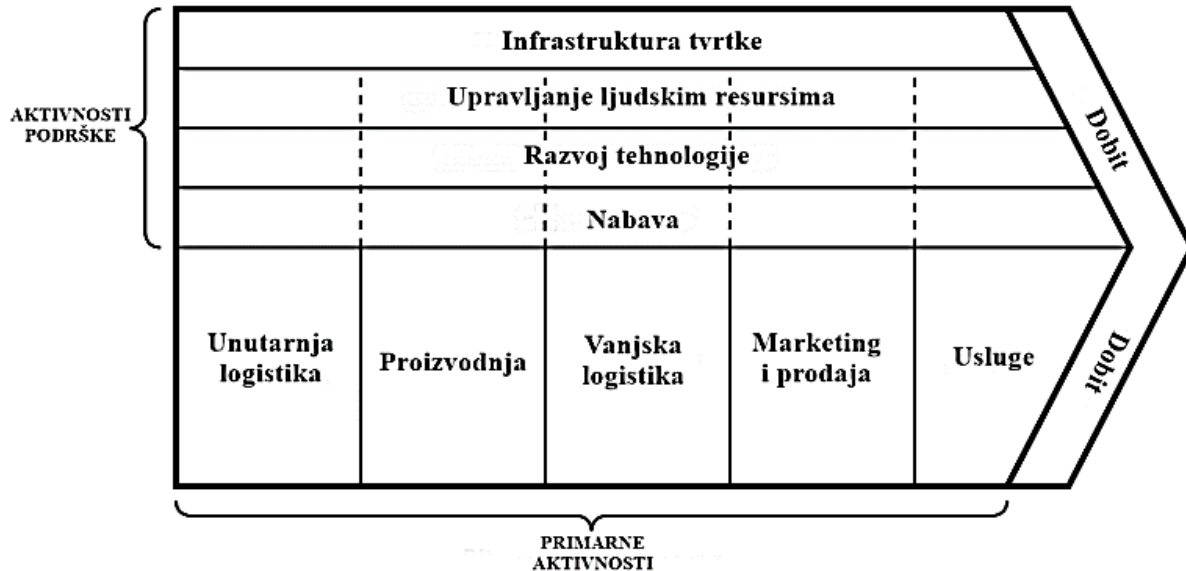 Infrastruktura tvrtke
Upravljanje ljudskim resursima
AKTIVNOSTI
PODRŠKE
Razvoj tehnologije
Nabava
Dobit
Unutarnja
logistika
Proizvodnja
Vanjska
logistika
Marketing
i prodaja
Usluge
Dobit
PRIMARNE
AKTIVNOSTI